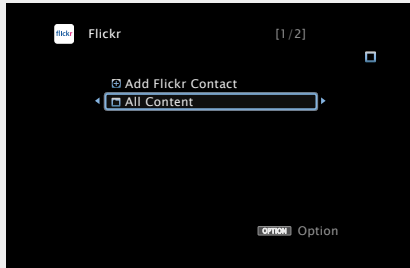 flickr Flickr [1/2]
Add Flickr Contact
All Content
OPTION Option